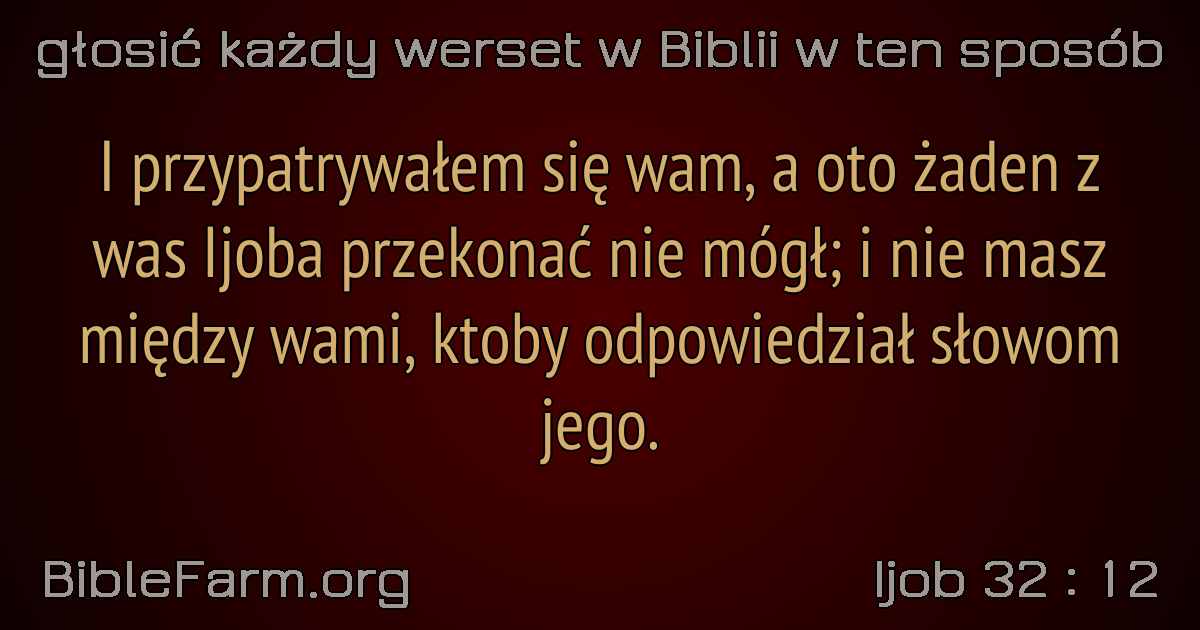 głosić każdy werset w Biblii w ten sposób
I przypatrywałem się wam, a oto żaden z
was Ijoba przekonać nie mógł; i nie masz
między wami, ktoby odpowiedział słowom
jego.
BibleFarm.org
Ijob 32 : 12